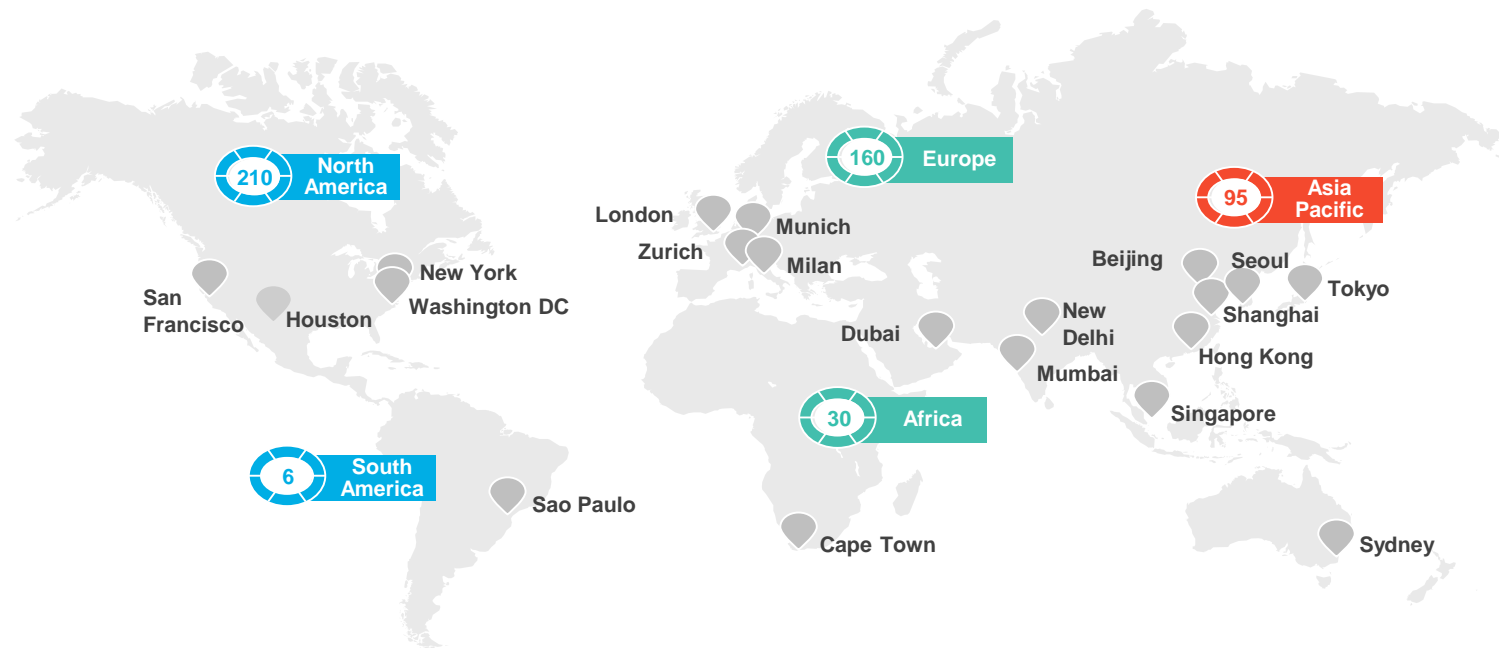 210
North
America
160
Europe
95
Asia
Pacific
London
Munich
Zurich
Milan
Beijing
Seoul
New York
San
Francisco
Houston
Washington DC
Tokyo
Shanghai
New
Delhi
Dubai
Hong Kong
Mumbai
30
Africa
Singapore
6
South
America
Sao Paulo
Cape Town
Sydney